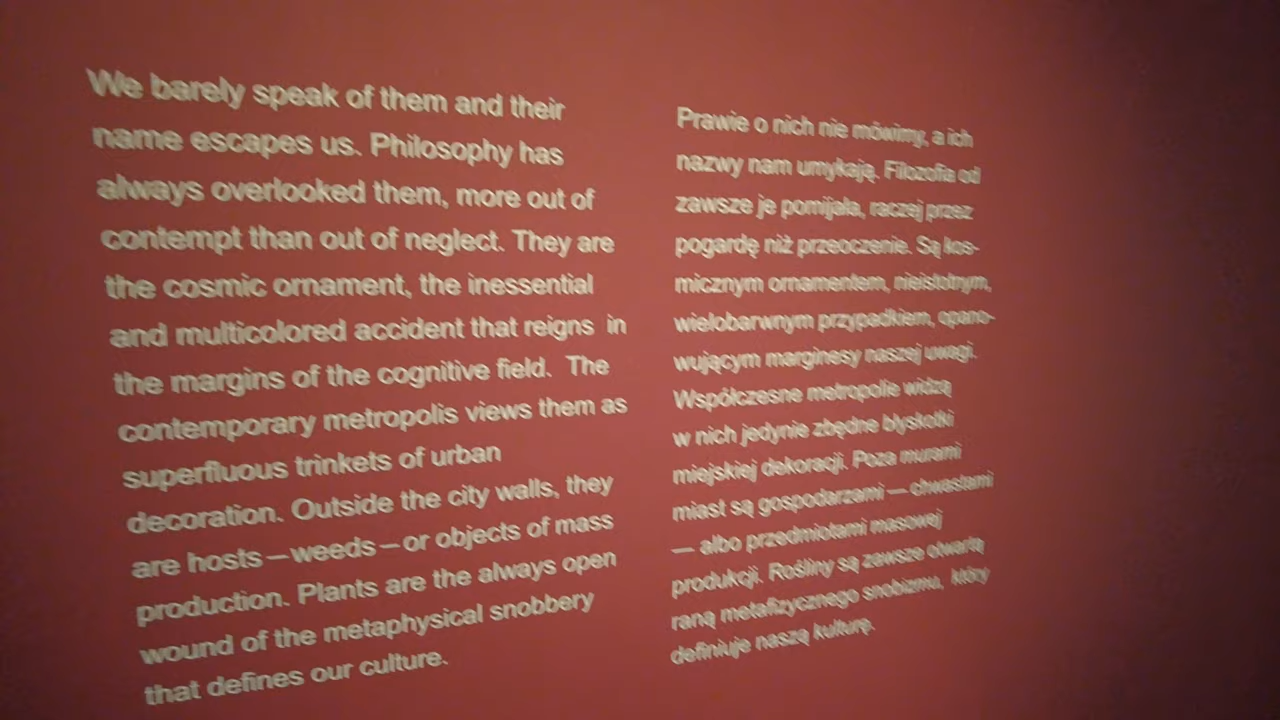 We barely speak of them and their
name escapes us. Philosophy has
always overlooked them, more out of
contempt than out of neglect. They are
the cosmic ornament, the inessential
and multicolored accident that reigns in
the margins of the cognitive field. The
contemporary metropolis views them as
superfluous trinkets of urban
decoration. Outside the city walls, they
are hosts—weeds—or objects of mass
production. Plants are the always open
wound of the metaphysical snobbery
that defines our culture.
Prawie o nich nie mówimy, a ich
nazwy nam umykają. Filozofia od
zawsze je pomijała, raczej przez
pogardę niż przeoczenie. Są kos-
micznym ornamentem, nieistotnym,
wielobarwnym przypadkiem, opano-
wującym marginesy naszej uwagi.
Współczesne metropolie widzą
w nich jedynie zbędne błyskotki
miejskiej dekoracji. Poza murami
miast są gospodarzami — chwastami
— albo przedmiotami masowej
produkcji. Rośliny są zawsze otwartą
raną metafizycznego snobizmu, który
definiuje naszą kulturę.